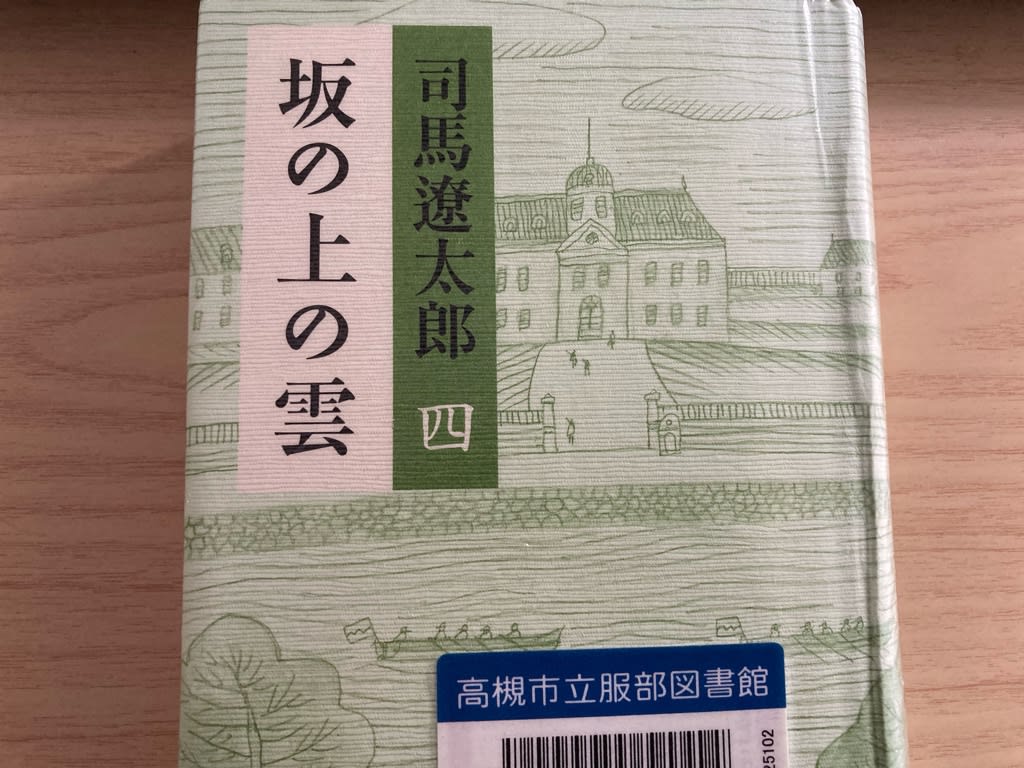 坂の上の雲
司馬遼太郎 四
高槻市立服部図書館
25102